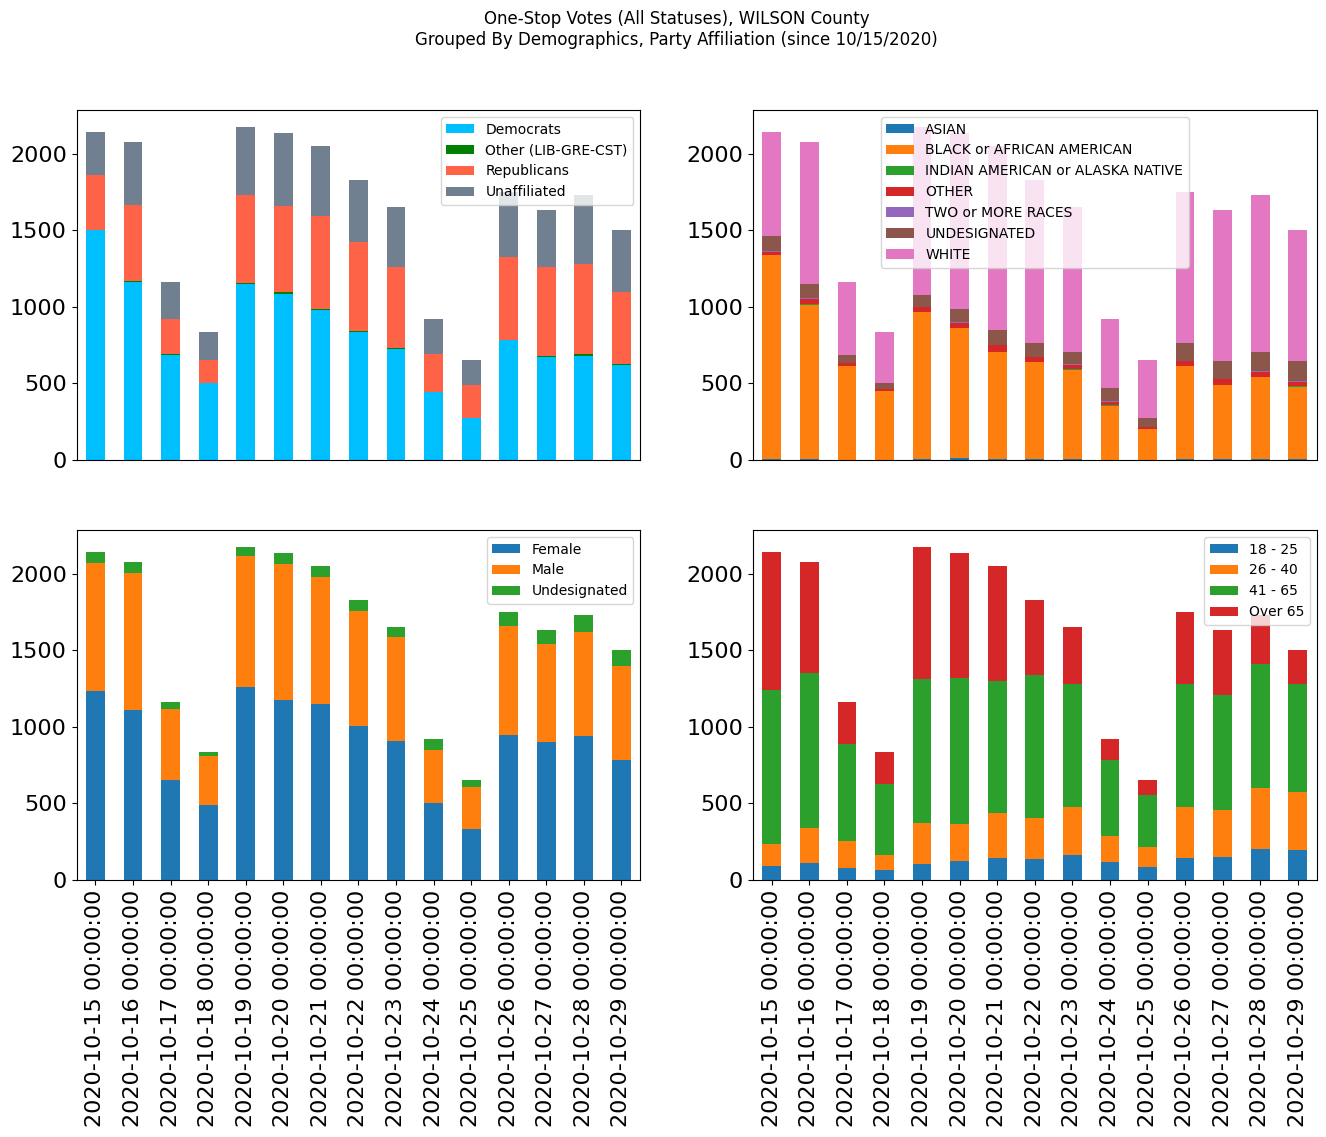 One-Stop Votes (All Statuses), WILSON County
Grouped By Demographics, Party Affiliation (since 10/15/2020)
2000
1500
1000
500
0
Democrats
Other (LIB-GRE-CST)
Republicans
Unaffiliated
2000
1500
1000
500
0
ASIAN
BLACK or AFRICAN AMERICAN
INDIAN AMERICAN or ALASKA NATIVE
OTHER
TWO or MORE RACES
UNDESIGNATED
WHITE
2000
1500
1000
500
0
Female
Male
Undesignated
2020-10-15 00:00:00
2020-10-16 00:00:00
2020-10-17 00:00:00
2020-10-18 00:00:00
2020-10-19 00:00:00
2020-10-20 00:00:00
2020-10-21 00:00:00
2020-10-22 00:00:00
2020-10-23 00:00:00
2020-10-24 00:00:00
2020-10-25 00:00:00
2020-10-26 00:00:00
2020-10-27 00:00:00
2020-10-28 00:00:00
2020-10-29 00:00:00
2000
1500
1000
500
0
18 - 25
26 - 40
41 - 65
Over 65
2020-10-15 00:00:00
2020-10-16 00:00:00
2020-10-17 00:00:00
2020-10-18 00:00:00
2020-10-19 00:00:00
2020-10-20 00:00:00
2020-10-21 00:00:00
2020-10-22 00:00:00
2020-10-23 00:00:00
2020-10-24 00:00:00
2020-10-25 00:00:00
2020-10-26 00:00:00
2020-10-27 00:00:00
2020-10-28 00:00:00
2020-10-29 00:00:00